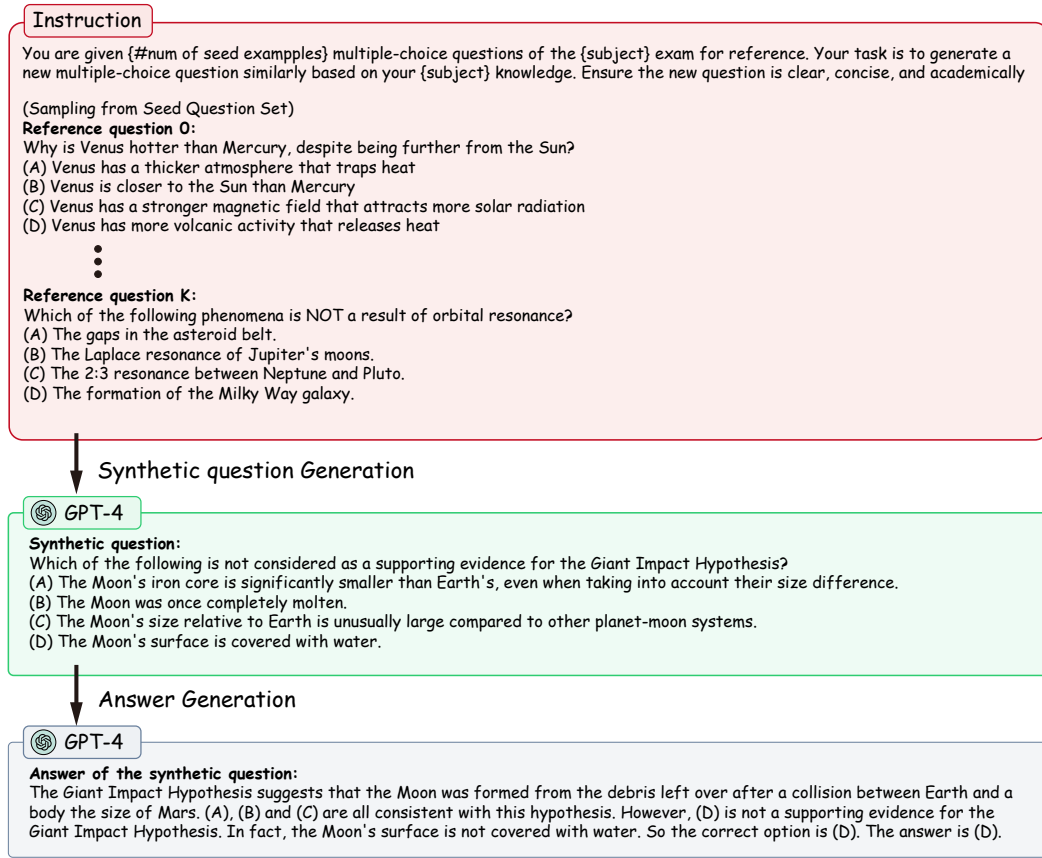 Instruction
You are given {#num of seed exampples} multiple-choice questions of the {subject} exam for reference. Your task is to generate a
new multiple-choice question similarly based on your {subject} knowledge. Ensure the new question is clear, concise, and academically
(Sampling from Seed Question Set)
Reference question 0:
Why is Venus hotter than Mercury, despite being further from the Sun?
(A) Venus has a thicker atmosphere that traps heat
(B) Venus is closer to the Sun than Mercury
(C) Venus has a stronger magnetic field that attracts more solar radiation
(D) Venus has more volcanic activity that releases heat
Reference question K:
Which of the following phenomena is NOT a result of orbital resonance?
(A) The gaps in the asteroid belt.
(B) The Laplace resonance of Jupiter's moons.
(C) The 2:3 resonance between Neptune and Pluto.
(D) The formation of the Milky Way galaxy.
Synthetic question Generation
GPT-4
Synthetic question:
Which of the following is not considered as a supporting evidence for the Giant Impact Hypothesis?
(A) The Moon's iron core is significantly smaller than Earth's, even when taking into account their size difference.
(B) The Moon was once completely molten.
(C) The Moon's size relative to Earth is unusually large compared to other planet-moon systems.
(D) The Moon's surface is covered with water.
Answer Generation
GPT-4
Answer of the synthetic question:
The Giant Impact Hypothesis suggests that the Moon was formed from the debris left over after a collision between Earth and a
body the size of Mars. (A), (B) and (C) are all consistent with this hypothesis. However, (D) is not a supporting evidence for the
Giant Impact Hypothesis. In fact, the Moon's surface is not covered with water. So the correct option is (D). The answer is (D).